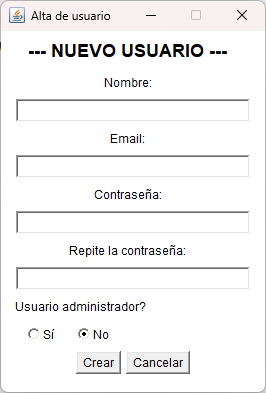 Alta de usuario
--- NUEVO USUARIO ---
Nombre:
Email:
Contraseña:
Repite la contraseña:
Usuario administrador?
Sí No
Crear Cancelar